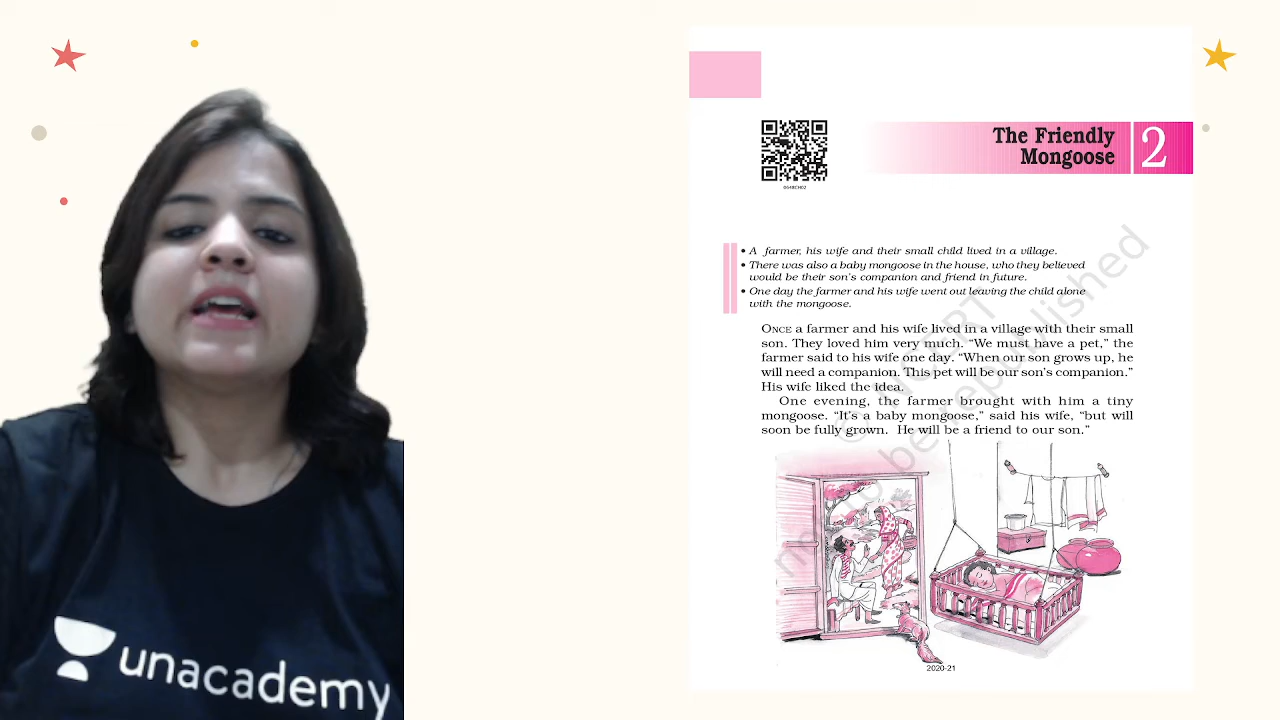 The Friendly
Mongoose
2
0648CH02
• A farmer, his wife and their small child lived in a village.
• There was also a baby mongoose in the house, who they believed
would be their son's companion and friend in future.
• One day the farmer and his wife went out leaving the child alone
with the mongoose.
ONCE a farmer and his wife lived in a village with their small
son. They loved him very much. “We must have a pet,” the
farmer said to his wife one day. “When our son grows up, he
will need a companion. This pet will be our son’s companion.”
His wife liked the idea.
One evening, the farmer brought with him a tiny
mongoose. “It’s a baby mongoose,” said his wife, “but will
soon be fully grown. He will be a friend to our son.”
2020-21
© NCERT
not to be republished
unacademy